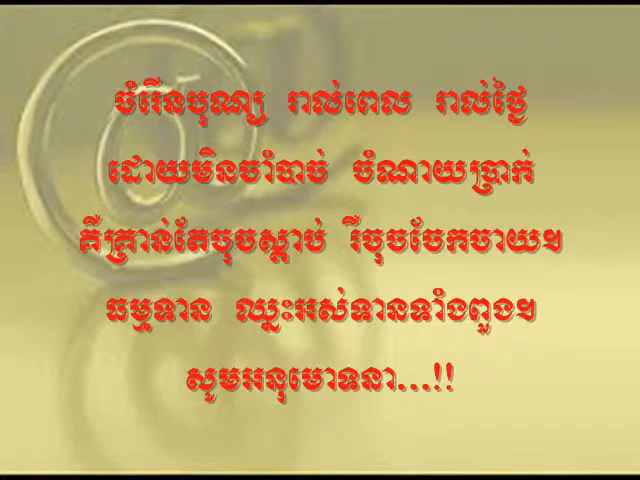 ចំរើនបុណ្យ រាល់ពេល រាល់ថ្ងៃ
ដោយមិនចាំបាច់ ចំណាយប្រាក់
គឺគ្រាន់តែចុចស្តាប់ រឺចុចចែកចាយ។
ធម្មទាន ឈ្នះអស់ទានទាំងពួង។
សូមអនុមោទនា...!!